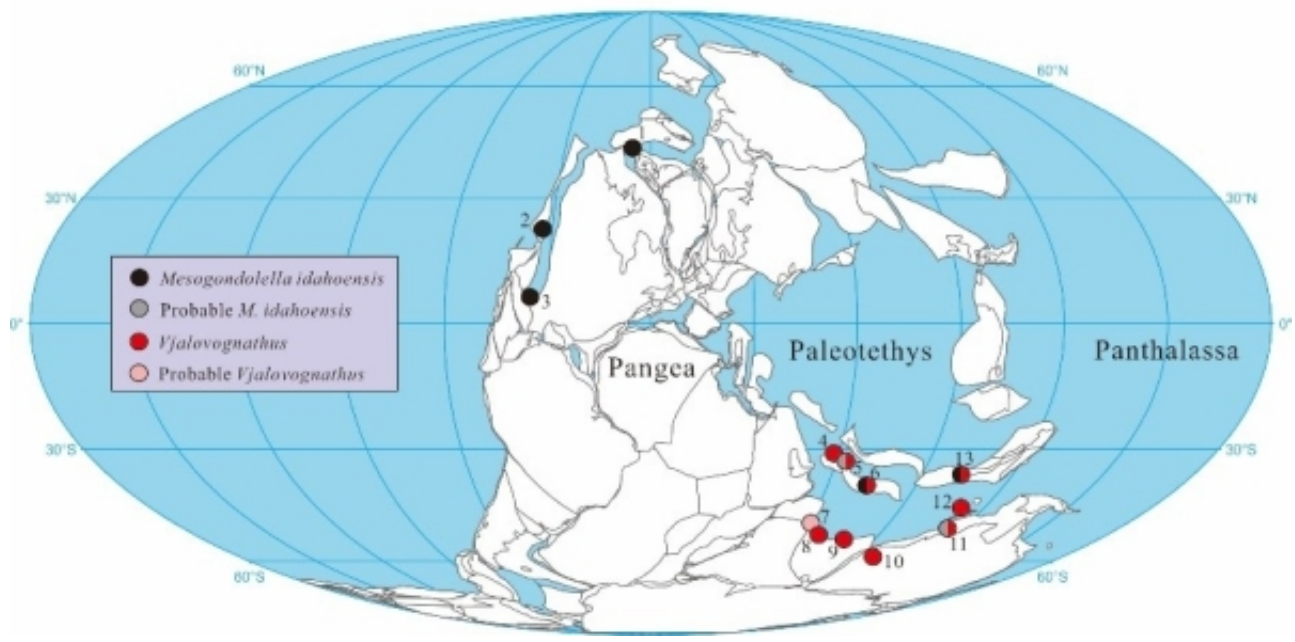 60°N
60°N
30°N
30°N
2
Mesogondolella idahoensis
Probable M. idahoensis
Vjalovognathus
Probable Vjalovognathus
3
0°
0°
Pangea
Paleotethys
Panthalassa
30°S
30°S
4
5
6
13
12
7
8
9
10
11
60°S
60°S